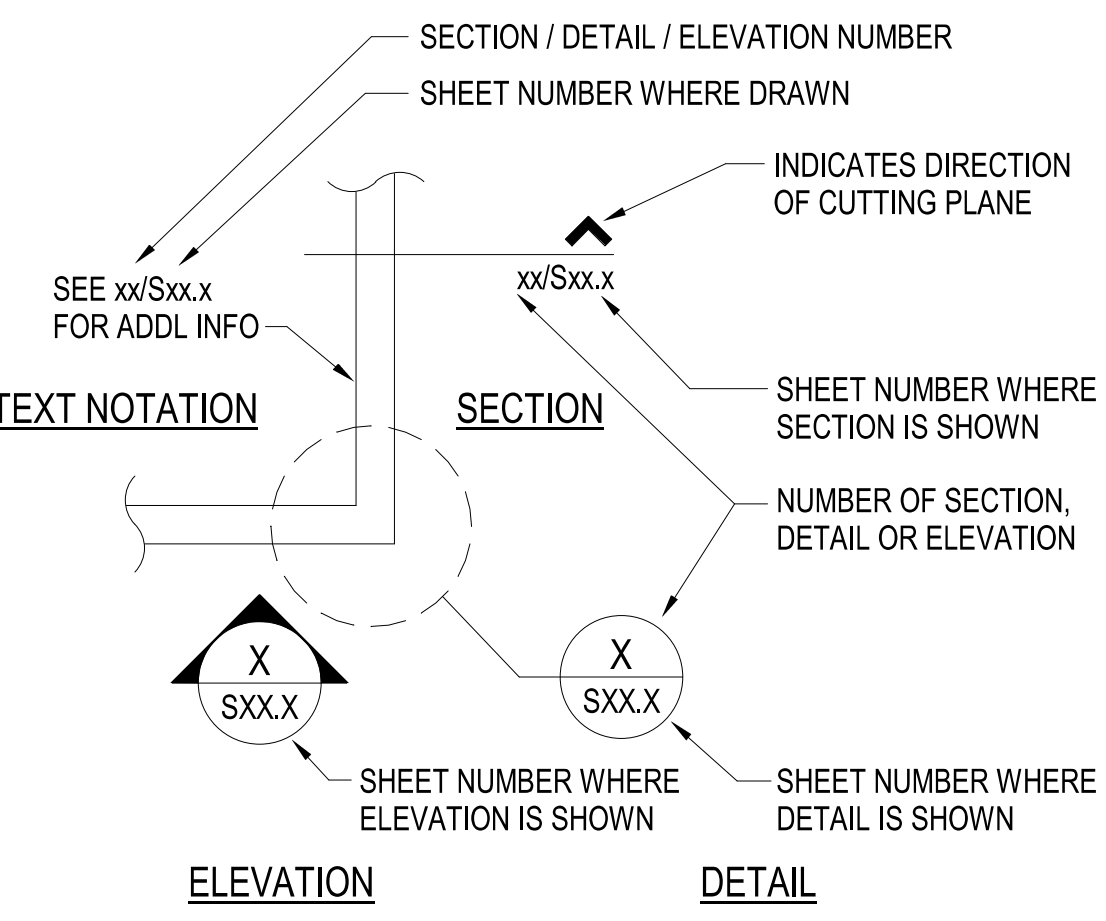 SECTION / DETAIL / ELEVATION NUMBER
SHEET NUMBER WHERE DRAWN
INDICATES DIRECTION
OF CUTTING PLANE
SEE xx/Sxx.x
FOR ADDL INFO
xx/Sxx.x
TEXT NOTATION
SECTION
SHEET NUMBER WHERE
SECTION IS SHOWN
NUMBER OF SECTION,
DETAIL OR ELEVATION
X
SXX.X
X
SXX.X
SHEET NUMBER WHERE
ELEVATION IS SHOWN
SHEET NUMBER WHERE
DETAIL IS SHOWN
ELEVATION
DETAIL